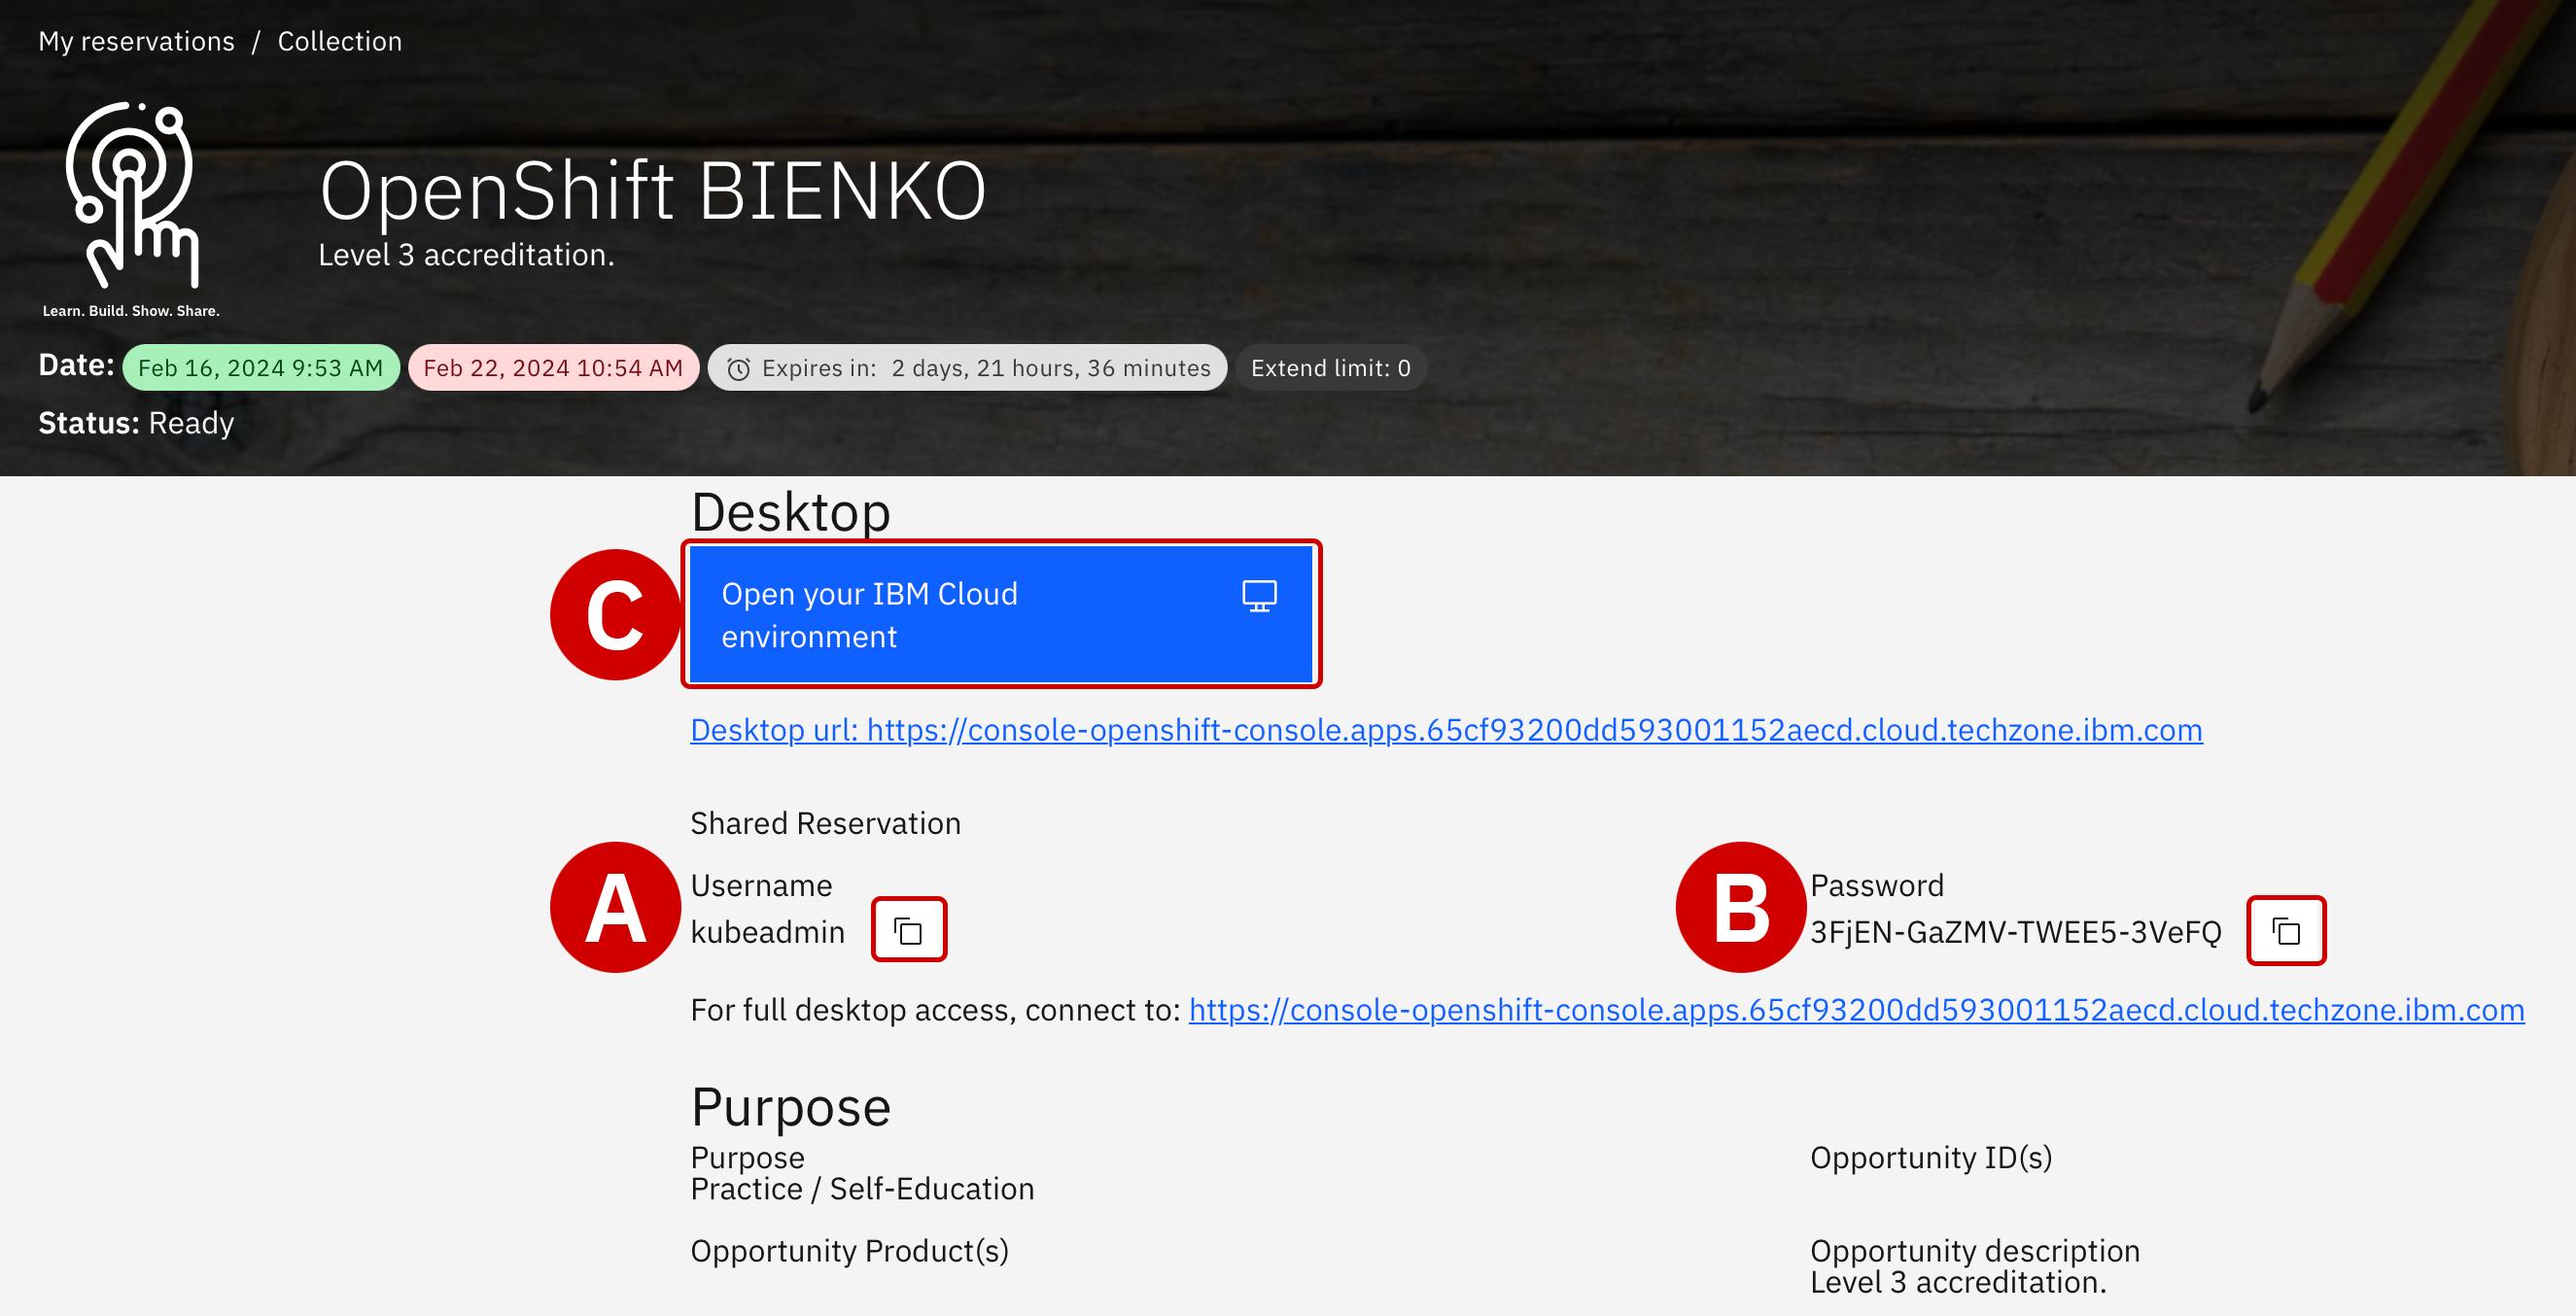 My reservations / Collection
OpenShift BIENKO
Level 3 accreditation.
Learn. Build. Show. Share.
Date: Feb 16, 2024 9:53 AM Feb 22, 2024 10:54 AM Expires in: 2 days, 21 hours, 36 minutes Extend limit: 0
Status: Ready
Desktop
C
Open your IBM Cloud
environment
Desktop url: https://console-openshift-console.apps.65cf93200dd593001152aecd.cloud.techzone.ibm.com
Shared Reservation
A
Username
kubeadmin
B
Password
3FjEN-GaZMV-TWEE5-3VeFQ
For full desktop access, connect to: https://console-openshift-console.apps.65cf93200dd593001152aecd.cloud.techzone.ibm.com
Purpose
Purpose
Practice / Self-Education
Opportunity ID(s)
Opportunity Product(s)
Opportunity description
Level 3 accreditation.